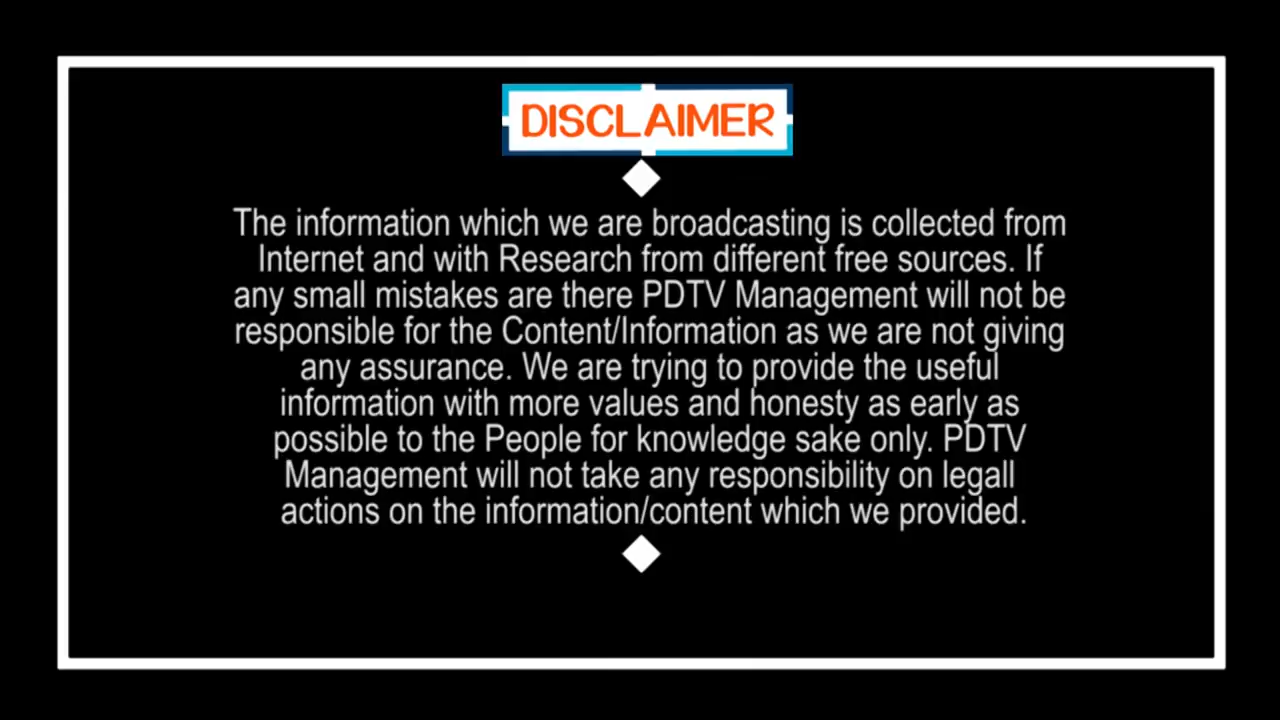 DISCLAIMER
The information which we are broadcasting is collected from
Internet and with Research from different free sources. If
any small mistakes are there PDTV Management will not be
responsible for the Content/Information as we are not giving
any assurance. We are trying to provide the useful
information with more values and honesty as early as
possible to the People for knowledge sake only. PDTV
Management will not take any responsibility on legall
actions on the information/content which we provided.